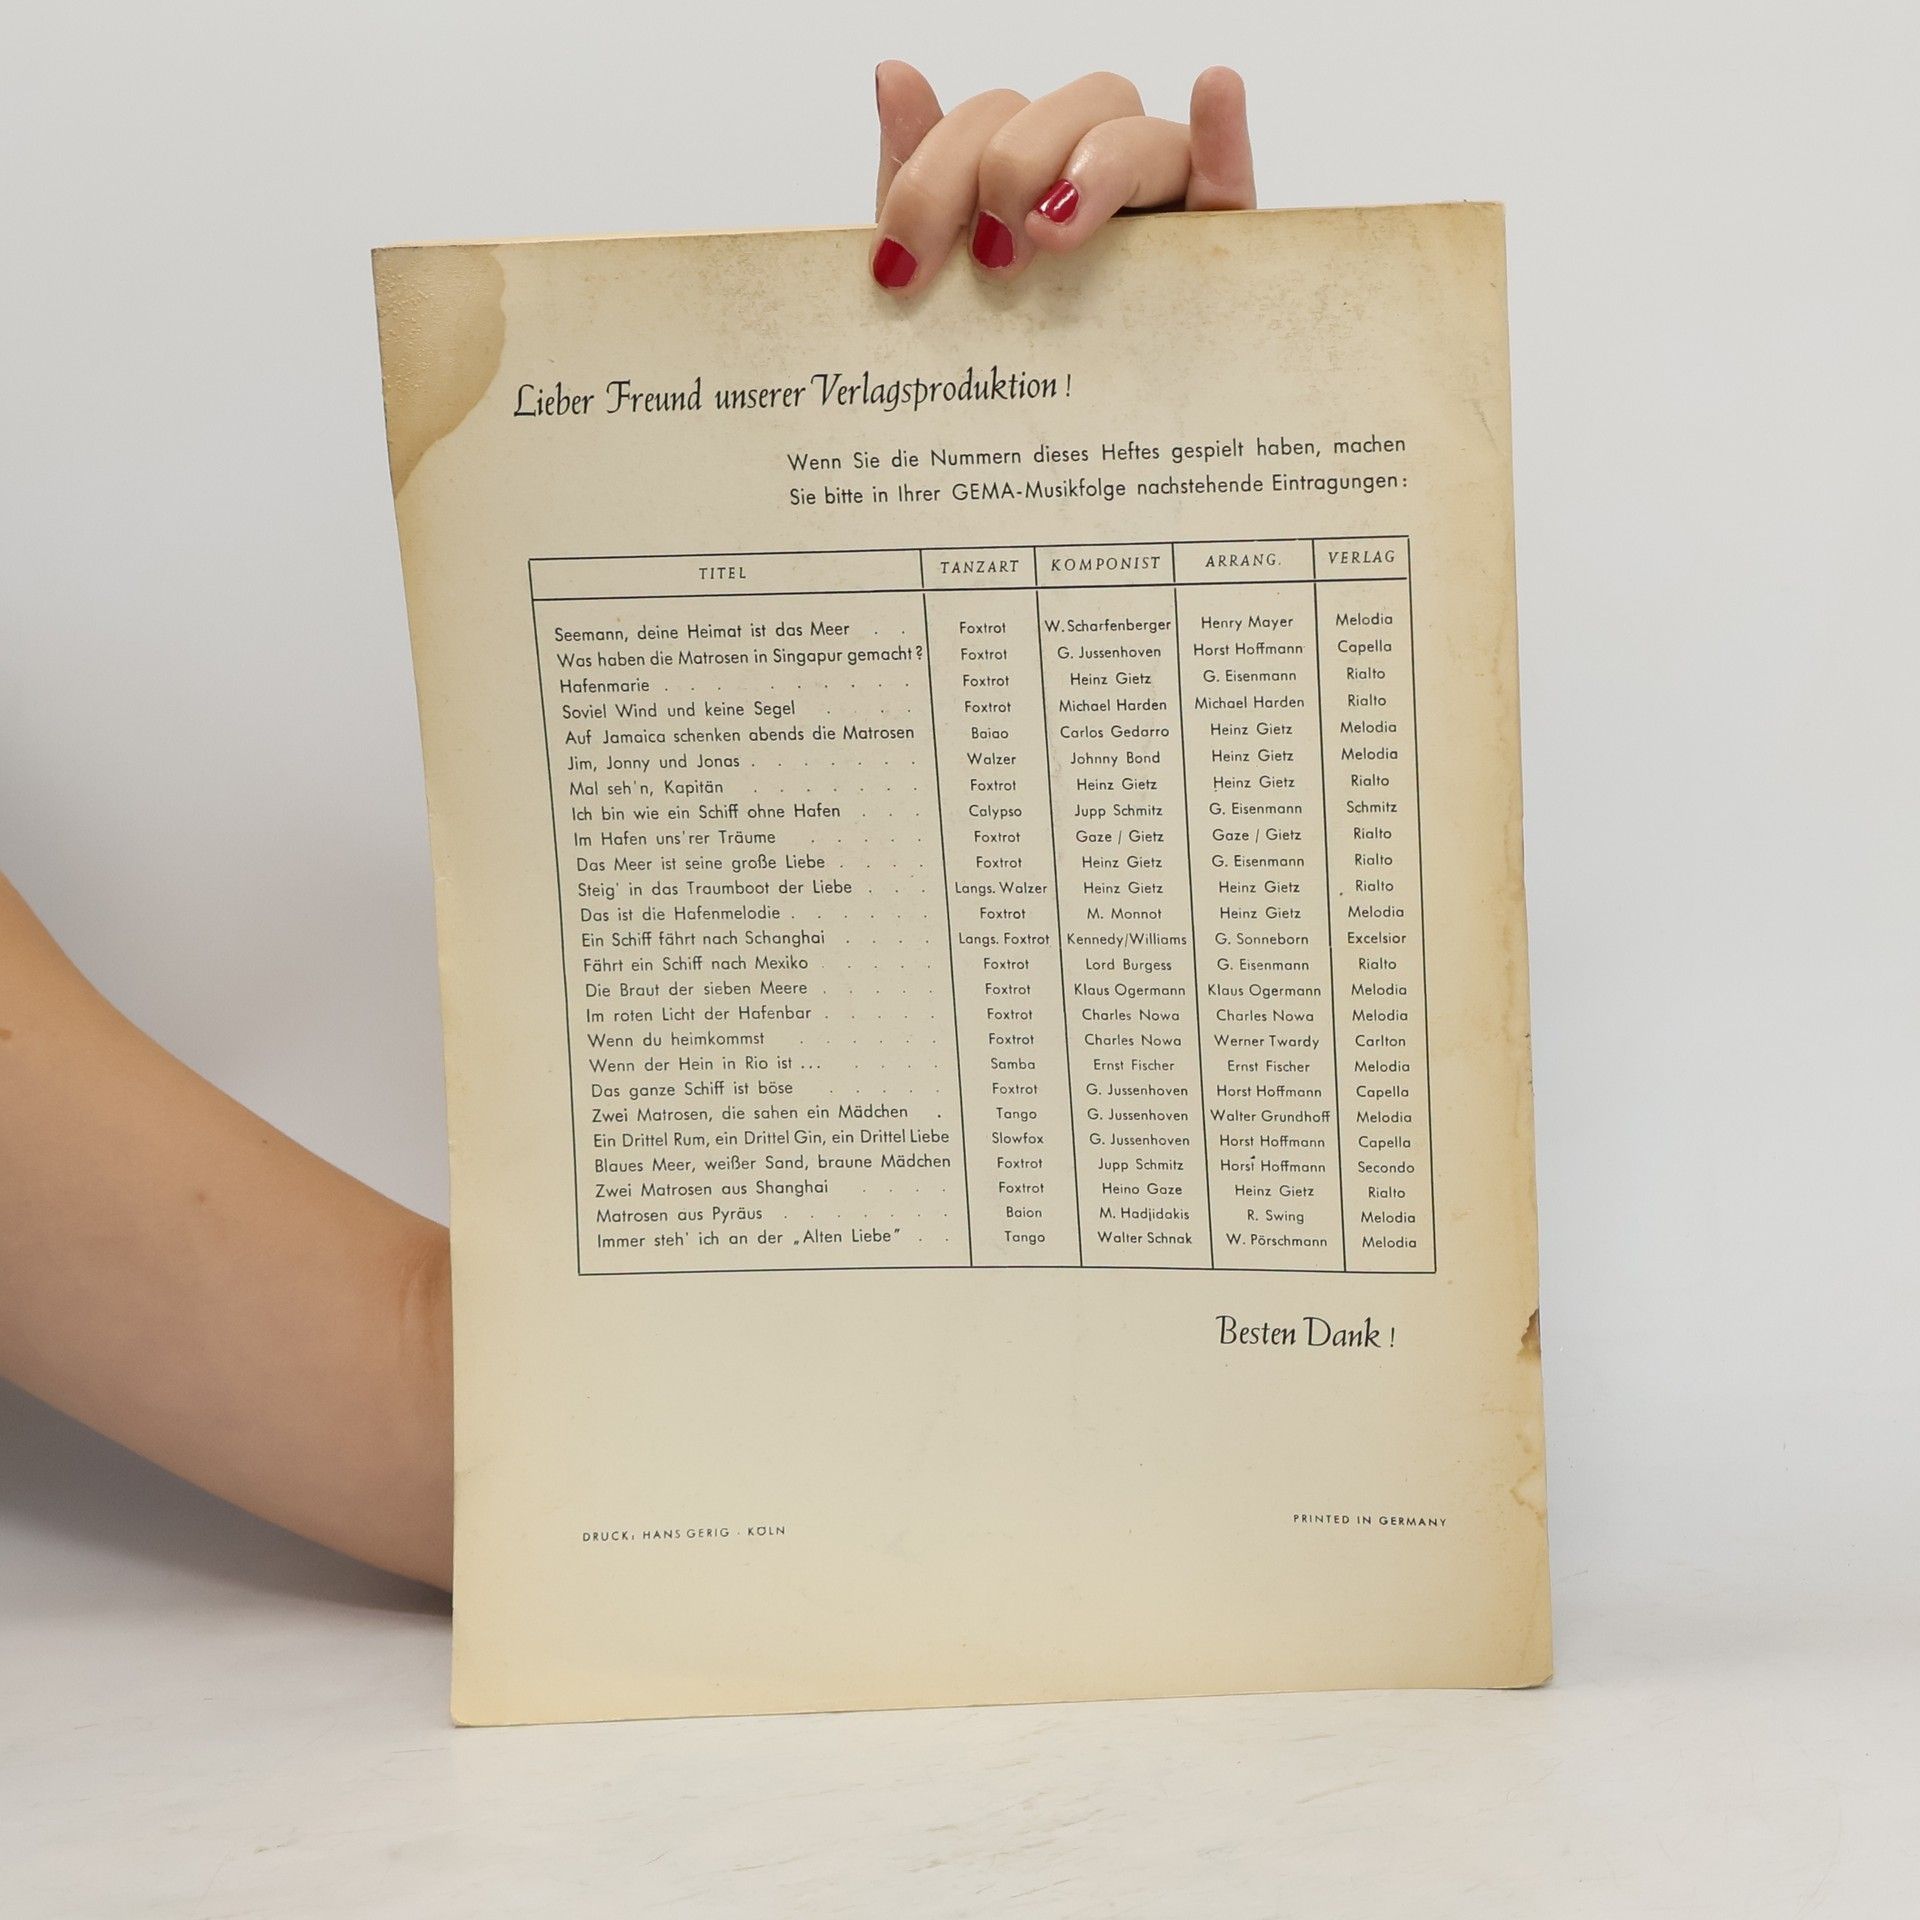 Lieber Freund unserer Verlagsproduktion!
Wenn Sie die Nummern dieses Heftes gespielt haben, machen
Sie bitte in Ihrer GEMA-Musikfolge nachstehende Eintragungen:
TITEL TANZART KOMPONIST ARRANG. VERLAG
Seemann, deine Heimat ist das Meer . . Foxtrot W. Scharfenberger Henry Mayer Melodia
Was haben die Matrosen in Singapur gemacht? Foxtrot G. Jussenhoven Horst Hoffmann Capella
Hafenmarie . . . . . . . . . Foxtrot Heinz Gietz G. Eisenmann Rialto
Soviel Wind und keine Segel . . . . Foxtrot Michael Harden Michael Harden Rialto
Auf Jamaica schenken abends die Matrosen Baiao Carlos Gedarro Heinz Gietz Melodia
Jim, Jonny und Jonas . . . . . . . Walzer Johnny Bond Heinz Gietz Melodia
Mal seh'n, Kapitän . . . . . . . Foxtrot Heinz Gietz Heinz Gietz Rialto
Ich bin wie ein Schiff ohne Hafen . . . Calypso Jupp Schmitz G. Eisenmann Schmitz
Im Hafen uns'rer Träume . . . . . Foxtrot Gaze / Gietz Gaze / Gietz Rialto
Das Meer ist seine große Liebe . . . . Foxtrot Heinz Gietz G. Eisenmann Rialto
Steig' in das Traumboot der Liebe . . . Langs. Walzer Heinz Gietz Heinz Gietz Rialto
Das ist die Hafenmelodie . . . . . . Foxtrot M. Monnot Heinz Gietz Melodia
Ein Schiff fährt nach Schanghai . . . . Langs. Foxtrot Kennedy/Williams G. Sonneborn Excelsior
Fährt ein Schiff nach Mexiko . . . . . Foxtrot Lord Burgess G. Eisenmann Rialto
Die Braut der sieben Meere . . . . . Foxtrot Klaus Ogermann Klaus Ogermann Melodia
Im roten Licht der Hafenbar . . . . . Foxtrot Charles Nowa Charles Nowa Melodia
Wenn du heimkommst . . . . . . Foxtrot Charles Nowa Werner Twardy Carlton
Wenn der Hein in Rio ist ... . . . . Samba Ernst Fischer Ernst Fischer Melodia
Das ganze Schiff ist böse . . . . . Foxtrot G. Jussenhoven Horst Hoffmann Capella
Zwei Matrosen, die sahen ein Mädchen . Tango G. Jussenhoven Walter Grundhoff Melodia
Ein Drittel Rum, ein Drittel Gin, ein Drittel Liebe Slowfox G. Jussenhoven Horst Hoffmann Capella
Blaues Meer, weißer Sand, braune Mädchen Foxtrot Jupp Schmitz Horst Hoffmann Secondo
Zwei Matrosen aus Shanghai . . . . Foxtrot Heino Gaze Heinz Gietz Rialto
Matrosen aus Pyräus . . . . . . Baion M. Hadjidakis R. Swing Melodia
Immer steh' ich an der „Alten Liebe" . . Tango Walter Schnak W. Pörschmann Melodia
Besten Dank!
DRUCK: HANS GERIG · KÖLN PRINTED IN GERMANY